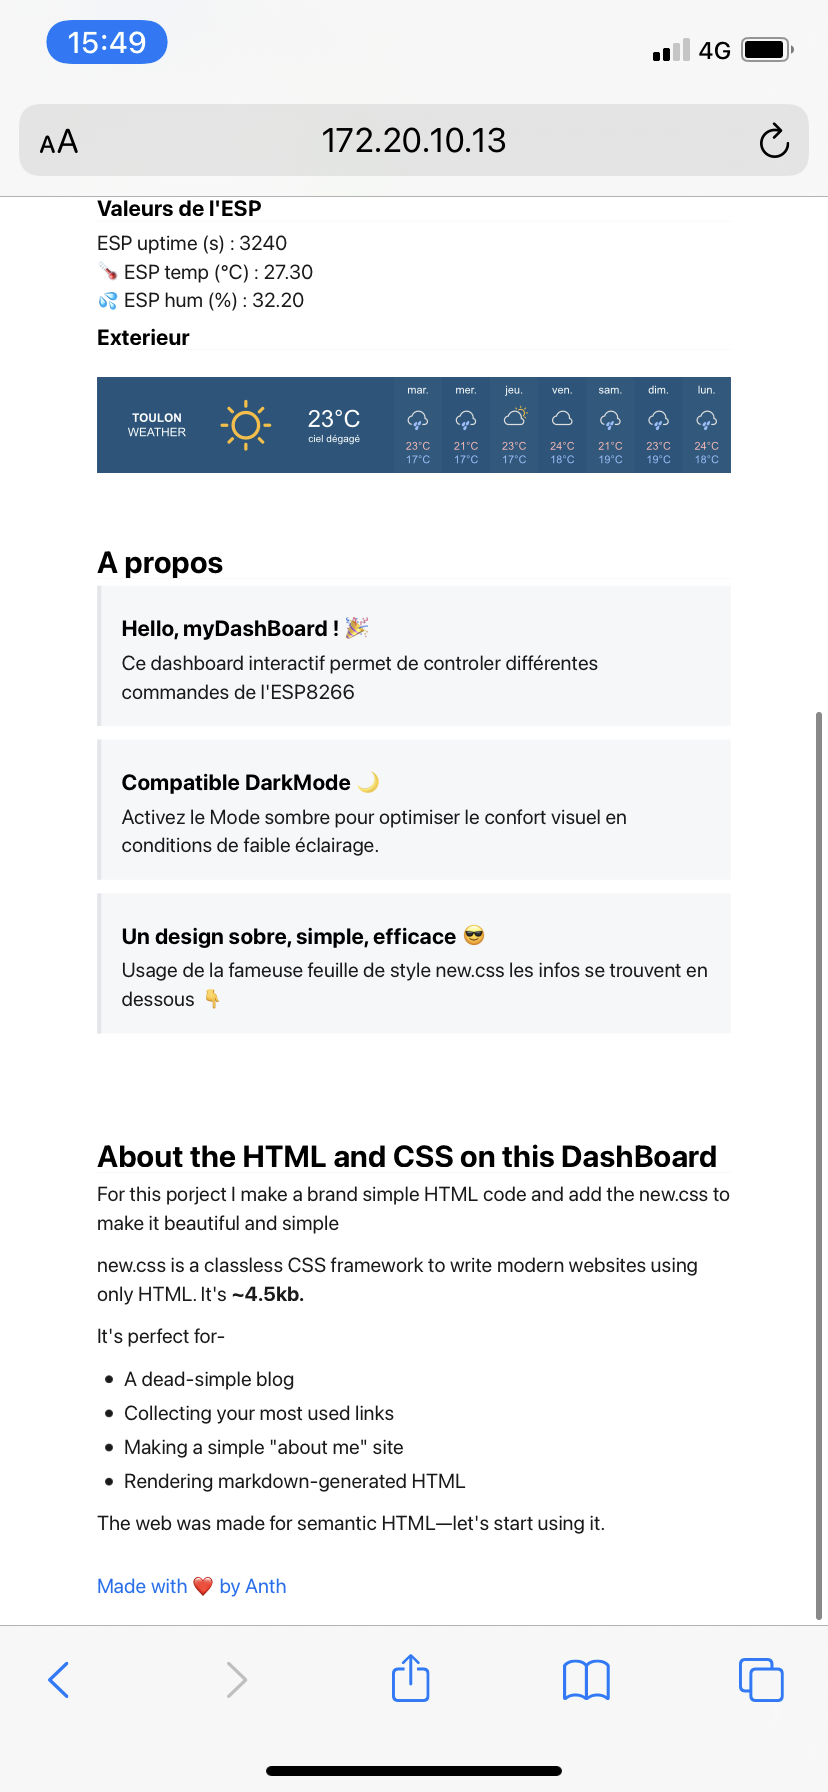 15:49
4G
AA
172.20.10.13
Valeurs de l'ESP
ESP uptime (s) : 3240
🌡️ ESP temp (°C) : 27.30
💦 ESP hum (%) : 32.20
Exterieur
TOULON
WEATHER
23°C
ciel dégagé
mar. mer. jeu. ven. sam. dim. lun.
23°C 21°C 23°C 24°C 21°C 23°C 24°C
17°C 17°C 17°C 18°C 19°C 19°C 18°C
A propos
Hello, myDashBoard ! 🎉
Ce dashboard interactif permet de controler différentes
commandes de l'ESP8266
Compatible DarkMode 🌙
Activez le Mode sombre pour optimiser le confort visuel en
conditions de faible éclairage.
Un design sobre, simple, efficace 😎
Usage de la fameuse feuille de style new.css les infos se trouvent en
dessous 👇
About the HTML and CSS on this DashBoard
For this porject I make a brand simple HTML code and add the new.css to
make it beautiful and simple
new.css is a classless CSS framework to write modern websites using
only HTML. It's ~4.5kb.
It's perfect for-
• A dead-simple blog
• Collecting your most used links
• Making a simple "about me" site
• Rendering markdown-generated HTML
The web was made for semantic HTML—let's start using it.
Made with ❤️ by Anth